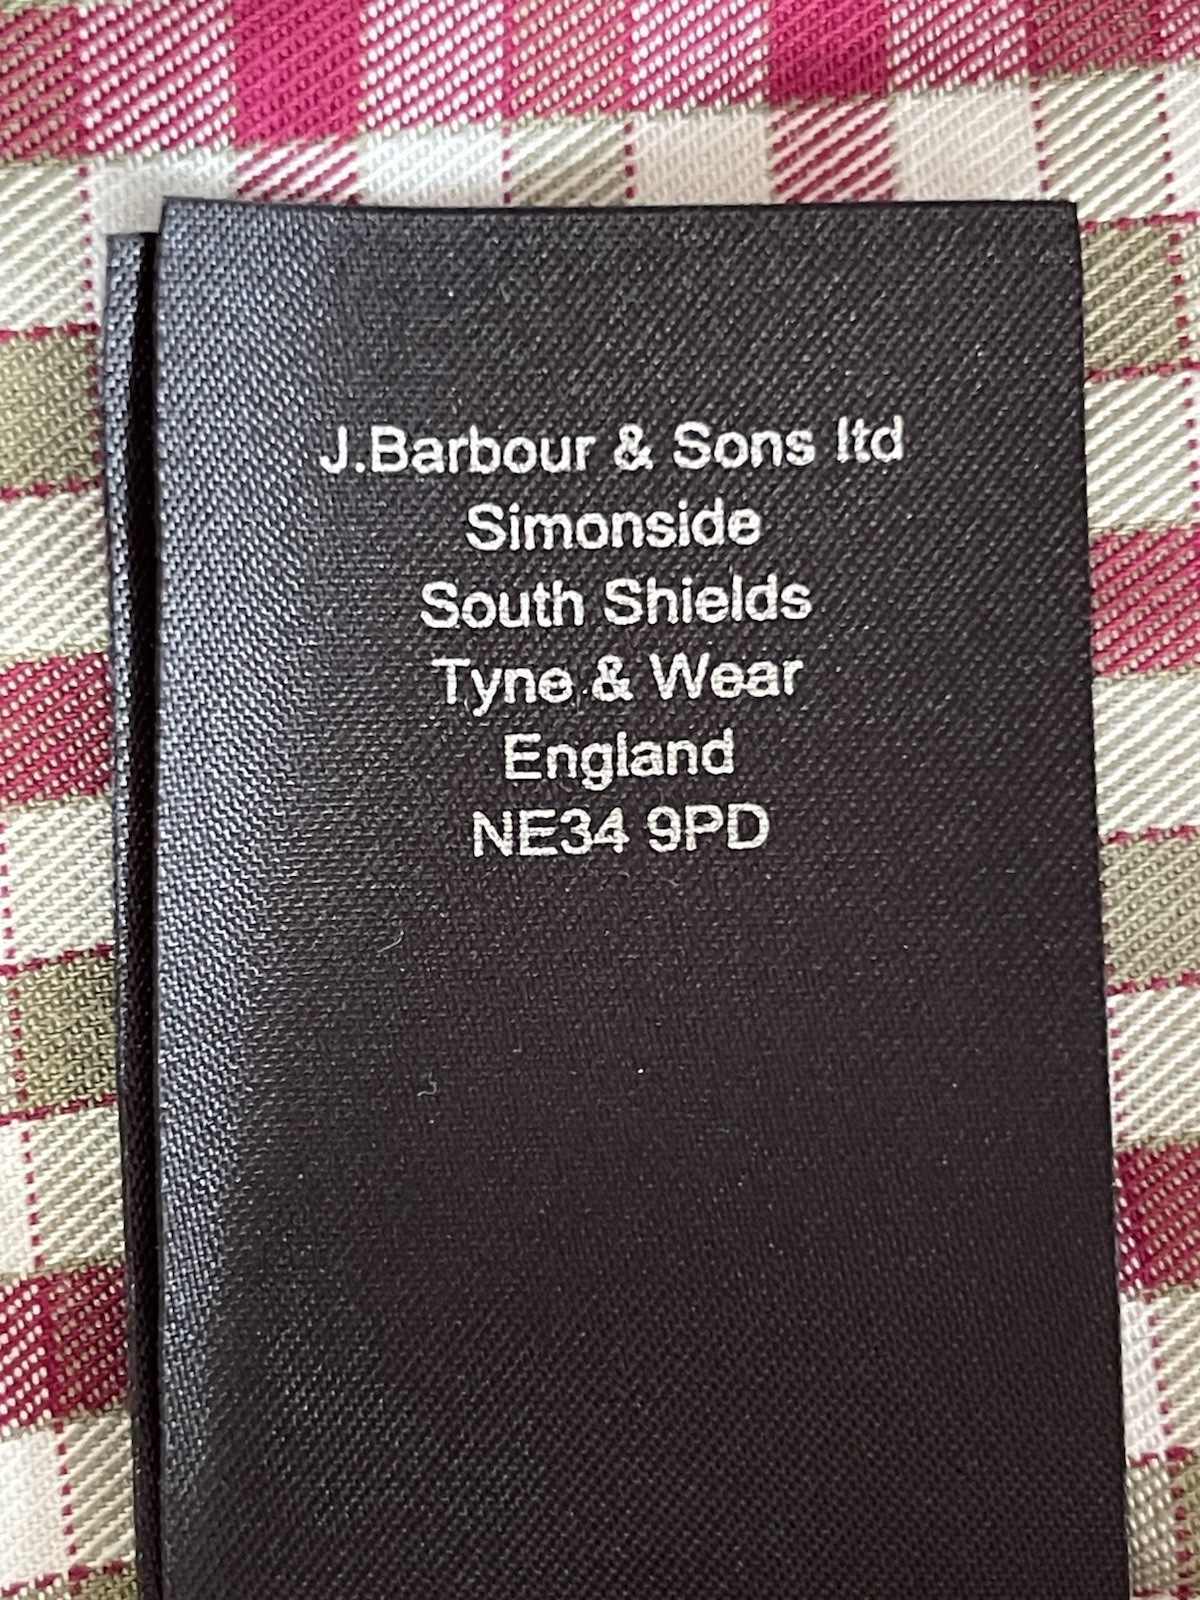 J.Barbour & Sons ltd
Simonside
South Shields
Tyne & Wear
England
NE34 9PD